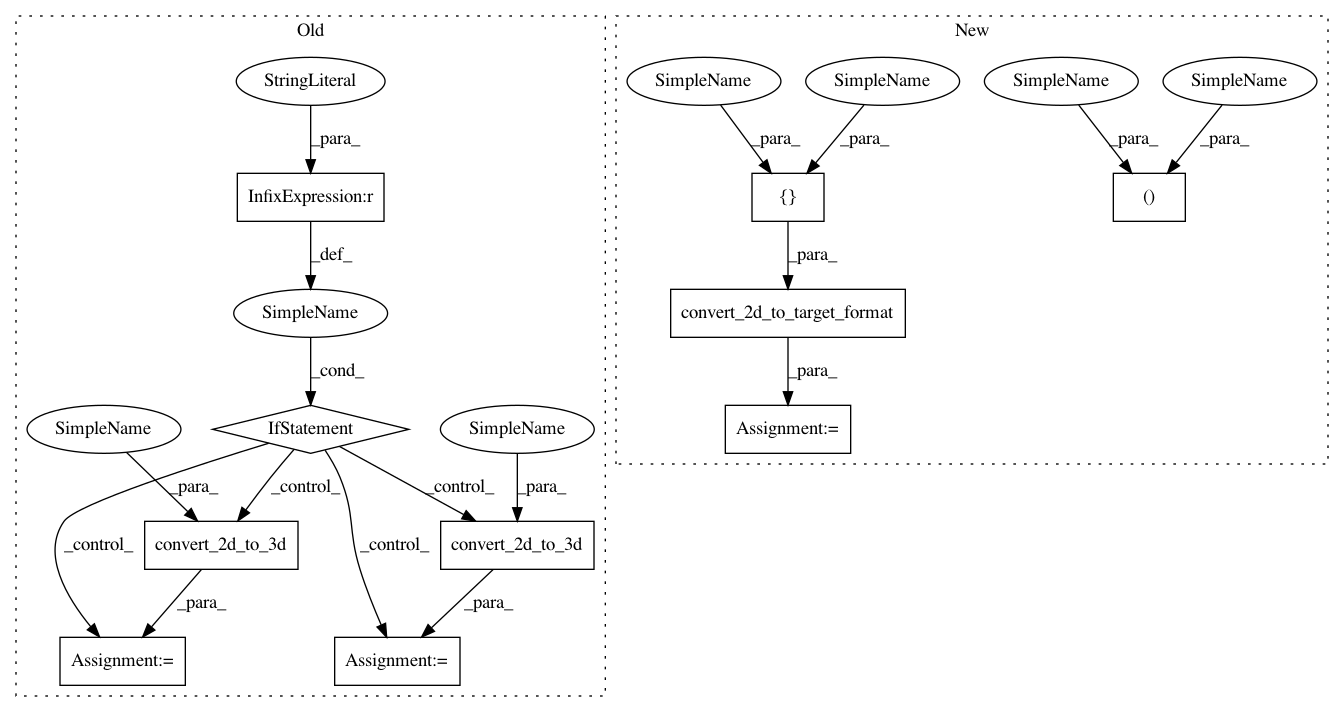 Old
New
StringLiteral
SimpleName
SimpleName
SimpleName
SimpleName
_para_
_para_
_para_
_para_
_para_
InfixExpression:r
{}
()
_def_
_para_
SimpleName
convert_2d_to_target_format
_cond_
_para_
SimpleName
IfStatement
SimpleName
Assignment:=
_para_
_control_
_control_
_para_
_control_
convert_2d_to_3d
_control_
convert_2d_to_3d
_para_
_para_
Assignment:=
Assignment:=